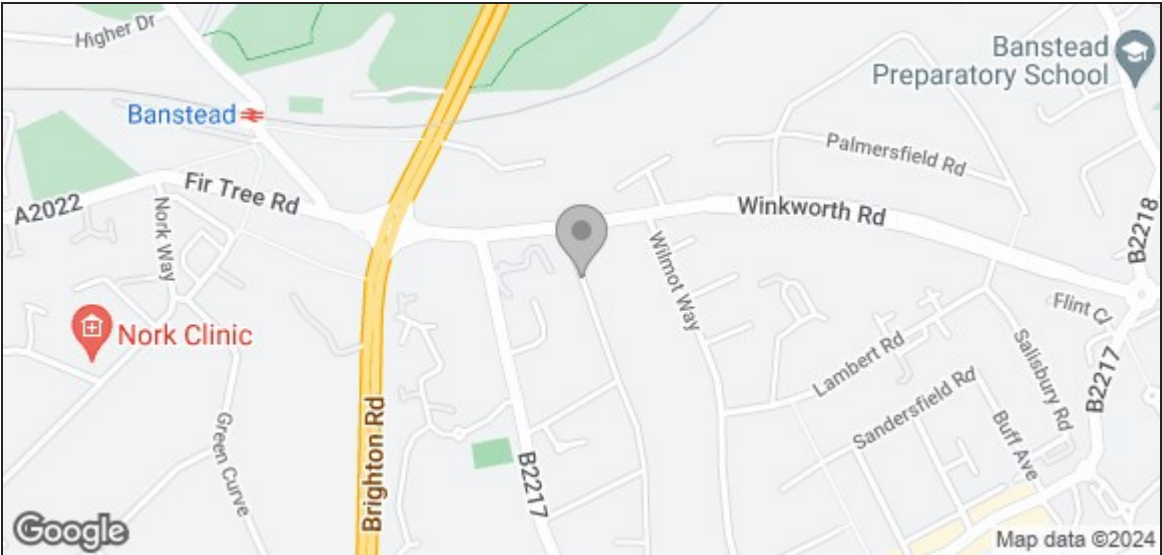 Higher Dr
Banstead
Preparatory School
Banstead
Palmersfield Rd
Fir Tree Rd
A2022
Winkworth Rd
B2218
Nork Way
Wilmot Way
Flint Cl
Nork Clinic
Lambert Rd
Salisbury Rd
B2217
Sandersfield Rd
Buff Ave
Green Curve
Brighton Rd
B2217
Google
Map data ©2024